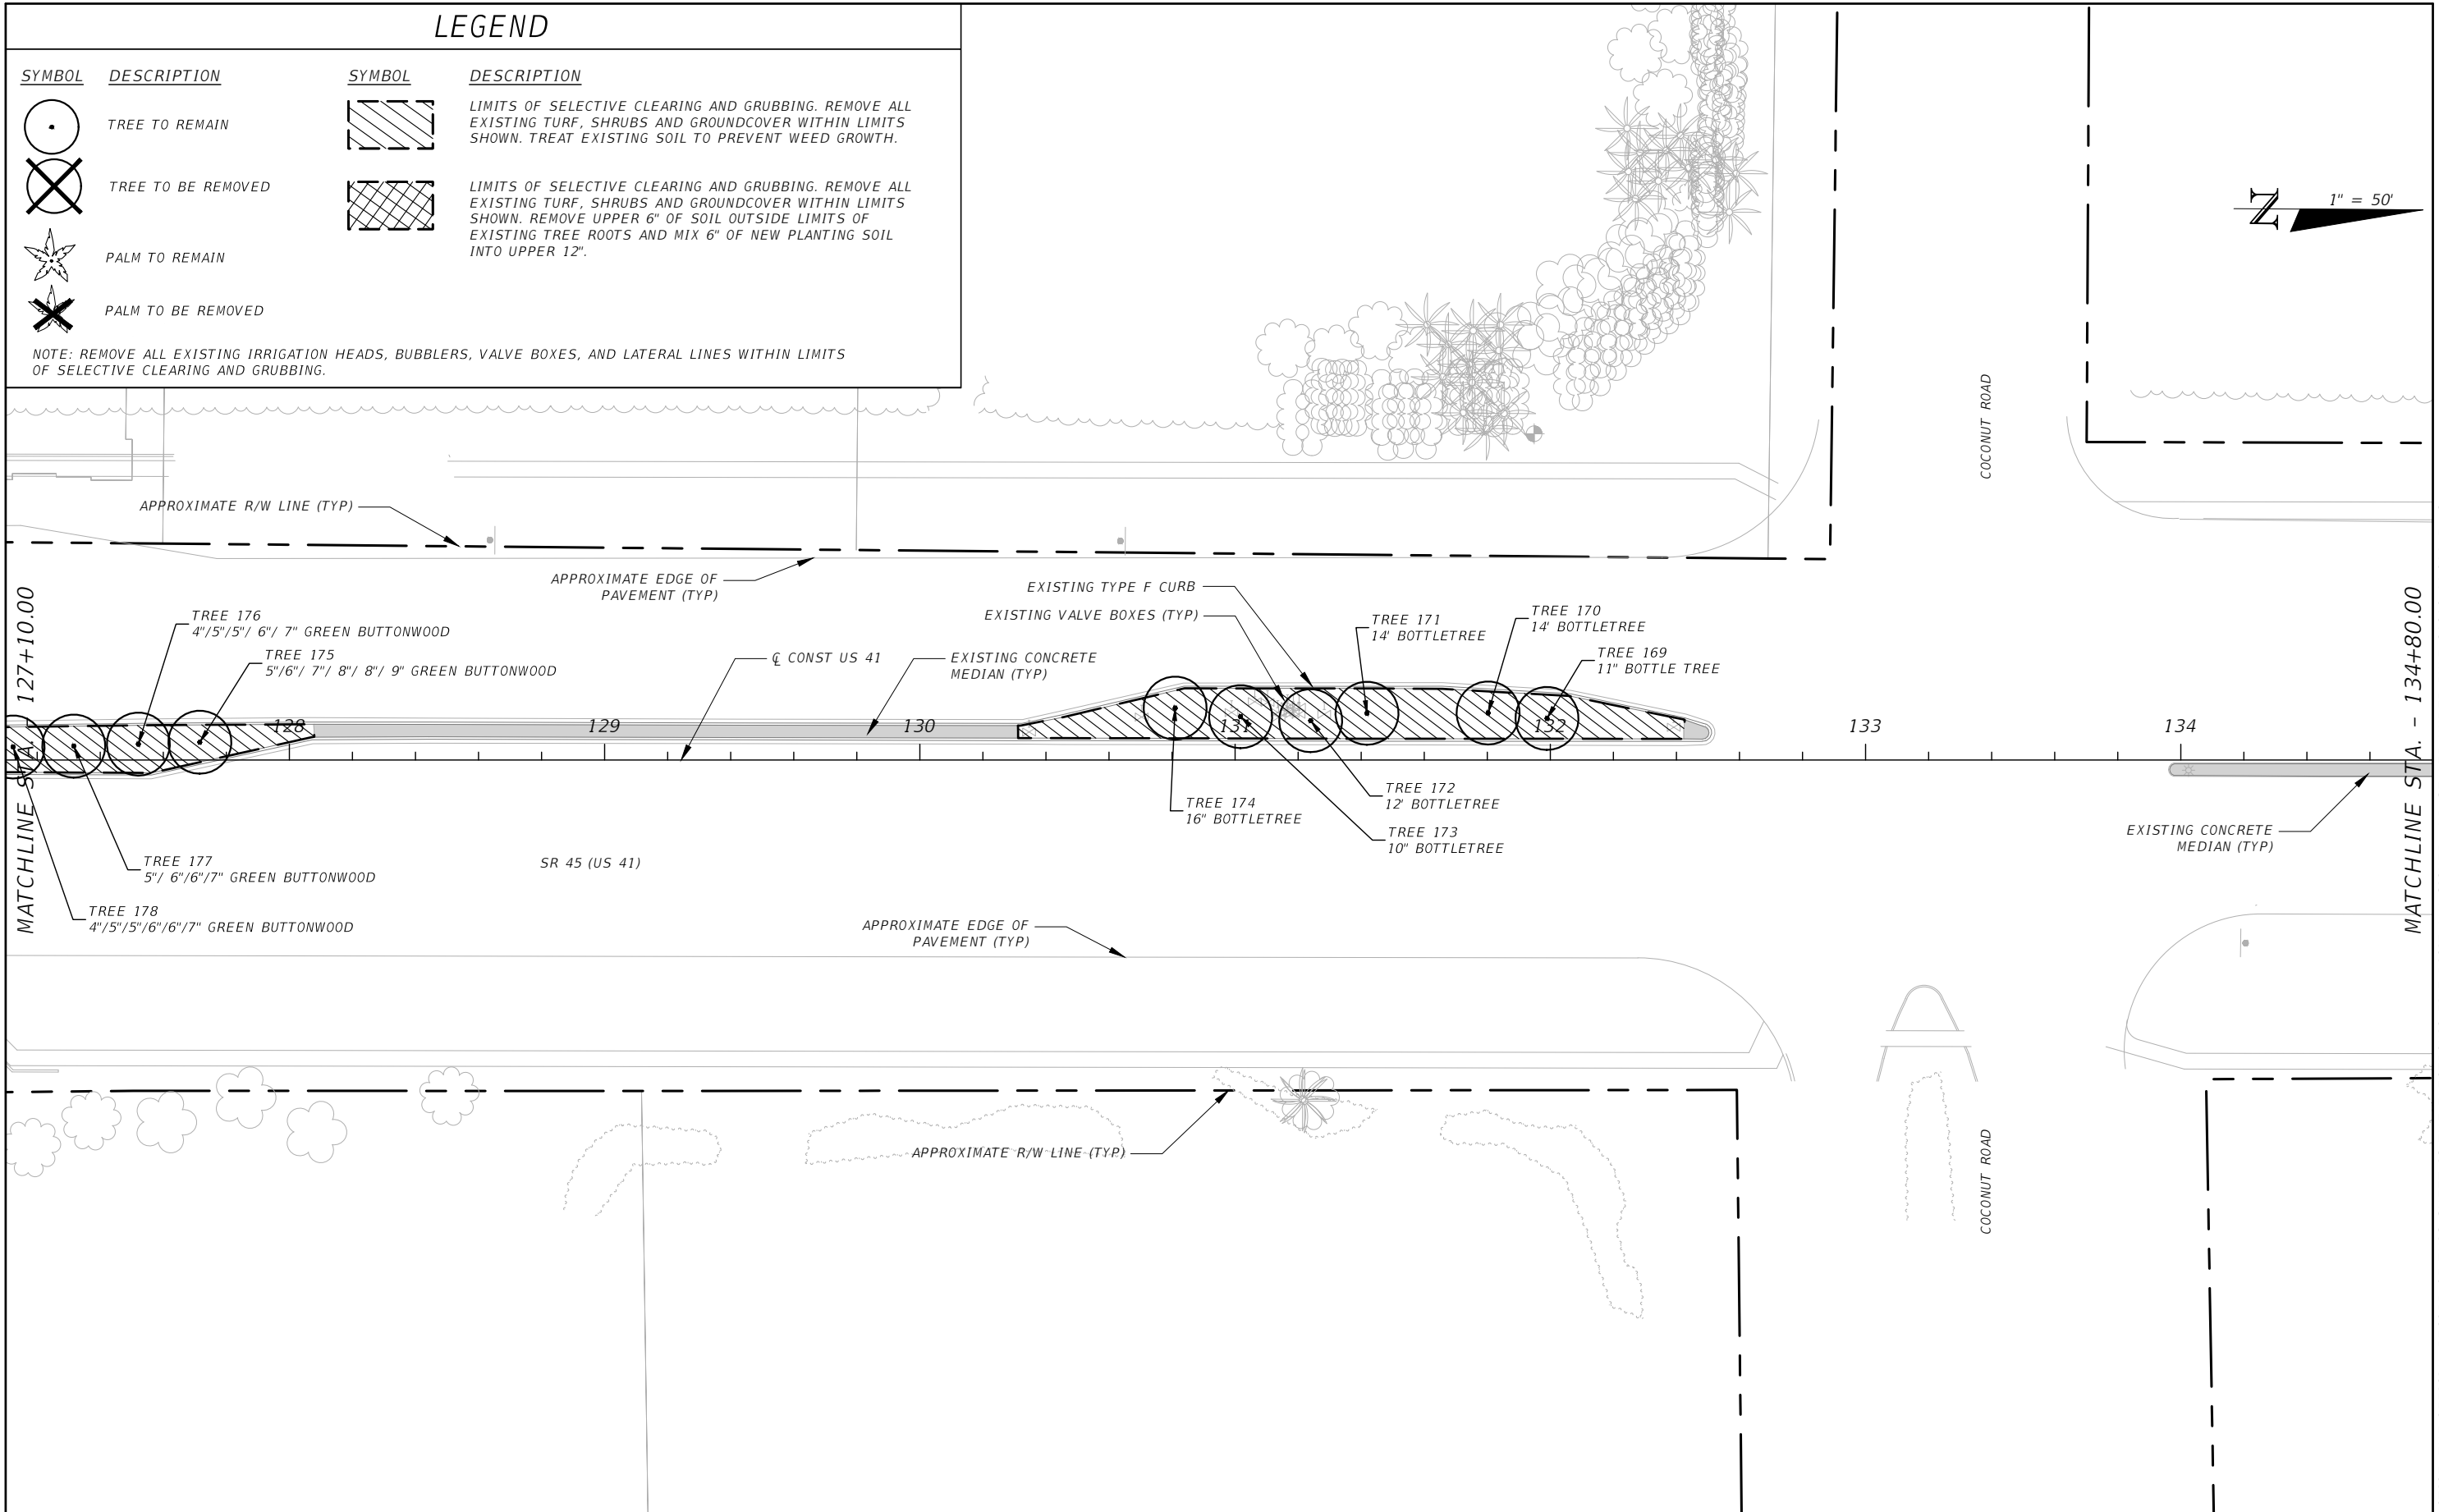 LEGEND
SYMBOL DESCRIPTION SYMBOL DESCRIPTION
TREE TO REMAIN
TREE TO BE REMOVED
PALM TO REMAIN
PALM TO BE REMOVED
LIMITS OF SELECTIVE CLEARING AND GRUBBING. REMOVE ALL
EXISTING TURF, SHRUBS AND GROUNDCOVER WITHIN LIMITS
SHOWN. TREAT EXISTING SOIL TO PREVENT WEED GROWTH.
LIMITS OF SELECTIVE CLEARING AND GRUBBING. REMOVE ALL
EXISTING TURF, SHRUBS AND GROUNDCOVER WITHIN LIMITS
SHOWN. REMOVE UPPER 6" OF SOIL OUTSIDE LIMITS OF
EXISTING TREE ROOTS AND MIX 6" OF NEW PLANTING SOIL
INTO UPPER 12".
NOTE: REMOVE ALL EXISTING IRRIGATION HEADS, BUBBLERS, VALVE BOXES, AND LATERAL LINES WITHIN LIMITS
OF SELECTIVE CLEARING AND GRUBBING.
N
1" = 50'
COCONUT ROAD
APPROXIMATE R/W LINE (TYP)
APPROXIMATE EDGE OF
PAVEMENT (TYP)
EXISTING TYPE F CURB
EXISTING VALVE BOXES (TYP)
TREE 176
4"/5"/5"/ 6"/ 7" GREEN BUTTONWOOD
TREE 175
5"/6"/ 7"/ 8"/ 8"/ 9" GREEN BUTTONWOOD
℄ CONST US 41
EXISTING CONCRETE
MEDIAN (TYP)
TREE 171
14' BOTTLETREE
TREE 170
14' BOTTLETREE
TREE 169
11" BOTTLE TREE
MATCHLINE STA. - 127+10.00
128
129
130
131
132
133
134
MATCHLINE STA. - 134+80.00
TREE 174
16" BOTTLETREE
TREE 172
12' BOTTLETREE
TREE 173
10" BOTTLETREE
EXISTING CONCRETE
MEDIAN (TYP)
TREE 177
5"/ 6"/6"/7" GREEN BUTTONWOOD
SR 45 (US 41)
TREE 178
4"/5"/5"/6"/6"/7" GREEN BUTTONWOOD
APPROXIMATE EDGE OF
PAVEMENT (TYP)
APPROXIMATE R/W LINE (TYP)
COCONUT ROAD